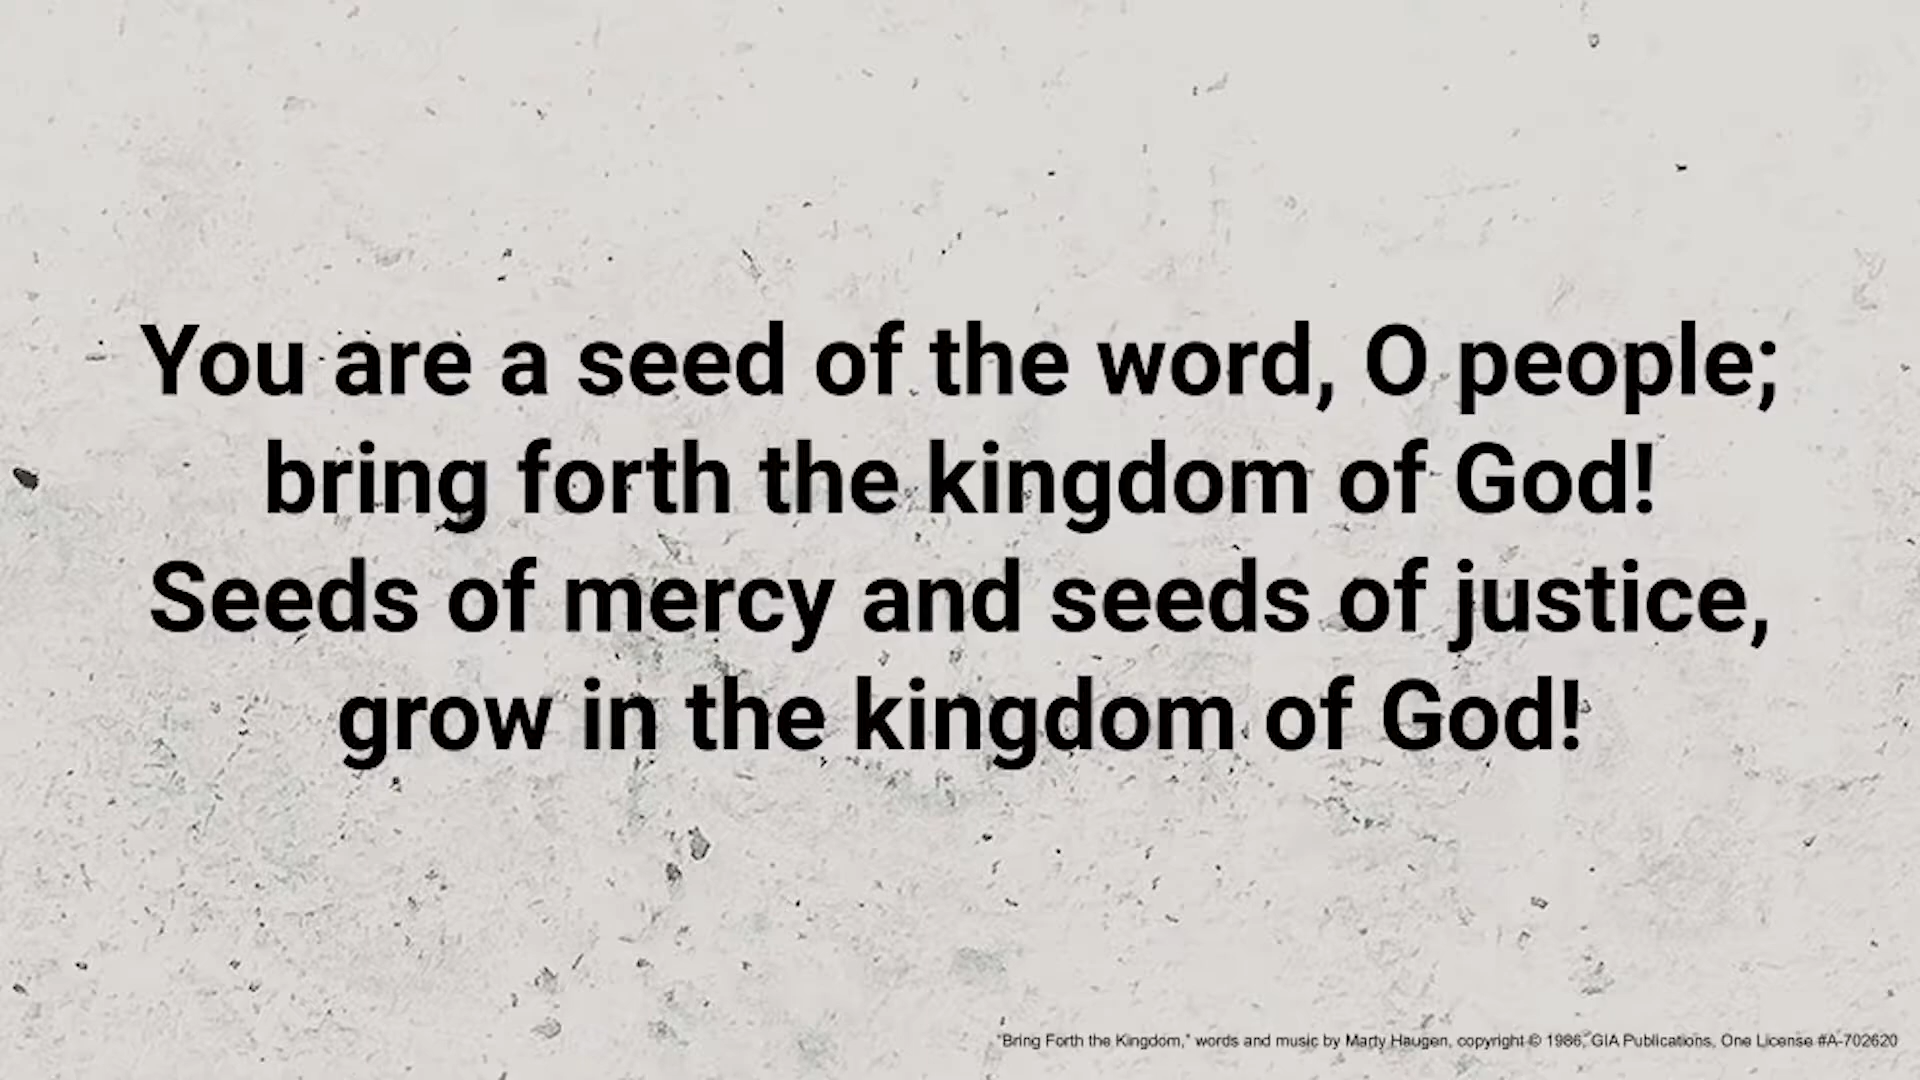 You are a seed of the word, O people;
bring forth the kingdom of God!
Seeds of mercy and seeds of justice,
grow in the kingdom of God!
"Bring Forth the Kingdom," words and music by Marty Haugen, copyright © 1986, GIA Publications, One License #A-702620